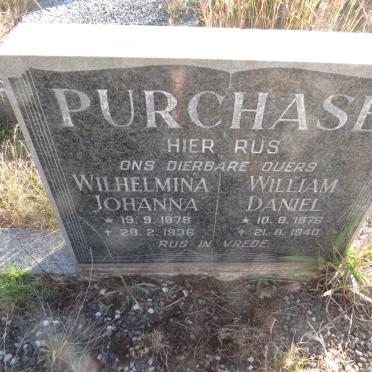 PURCHASE
HIER RUS
ONS DIERBARE OUERS
WILHELMINA JOHANNA
* 19.9.1878
+ 28.2.1936
WILLIAM DANIEL
* 10.8.1876
+ 21.8.1940
RUS IN VREDE.